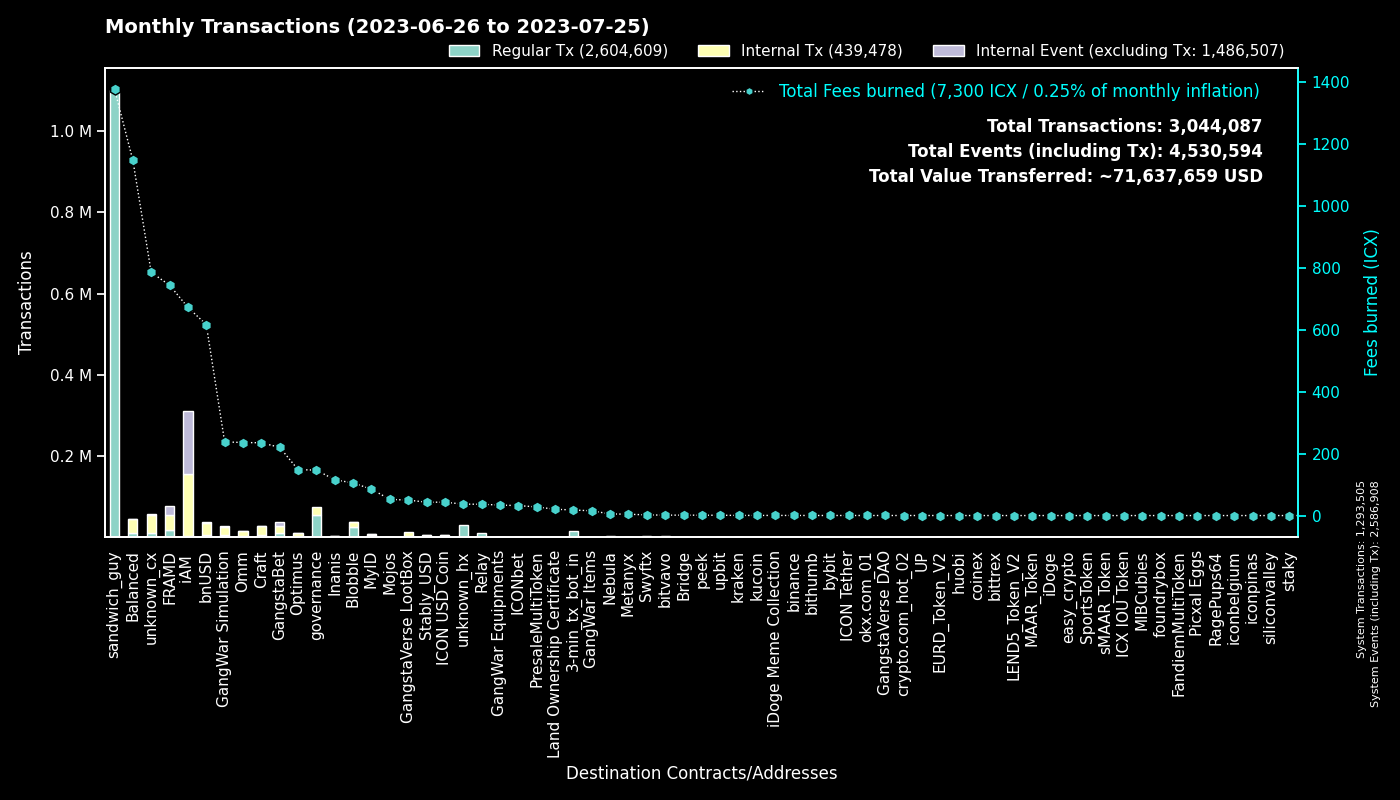 Monthly Transactions (2023-06-26 to 2023-07-25)
Regular Tx (2,604,609)
Internal Tx (439,478)
Internal Event (excluding Tx: 1,486,507)
Total Fees burned (7,300 ICX / 0.25% of monthly inflation)
Total Transactions: 3,044,087
Total Events (including Tx): 4,530,594
Total Value Transferred: ~71,637,659 USD
Transactions
1.0 M
0.8 M
0.6 M
0.4 M
0.2 M
1400
1200
1000
800
600
400
200
0
Fees burned (ICX)
sandwich_guy
Balanced
unknown_cx
FRAMD
iAM
bnUSD
GangWar Simulation
Omm
Craft
GangstaBet
Optimus
governance
Inanis
Blobble
MyID
Mojos
GangstaVerse LootBox
Stably_USD
ICON USD Coin
unknown_hx
Relay
GangWar Equipments
ICONbet
PresaleMultiToken
Land Ownership Certificate
3-min_tx_bot_in
GangWar Items
Nebula
Metanyx
Swyftx
bitvavo
Bridge
peek
upbit
kraken
kucoin
iDoge Meme Collection
binance
bithumb
bybit
ICON Tether
okx.com_01
GangstaVerse DAO
crypto.com_hot_02
UP
EURD_Token_V2
huobi
coinex
bittrex
LEND5_Token_V2
MAAR_Token
iDoge
easy_crypto
SportsToken
sMAAR_Token
ICX IOU Token
MIBCubies
foundrybox
FandiemMultiToken
Picxal Eggs
RagePups64
iconbelgium
iconpinas
siliconvalley
staky
Destination Contracts/Addresses
System Transactions: 1,293,505
System Events (including Tx): 2,586,908